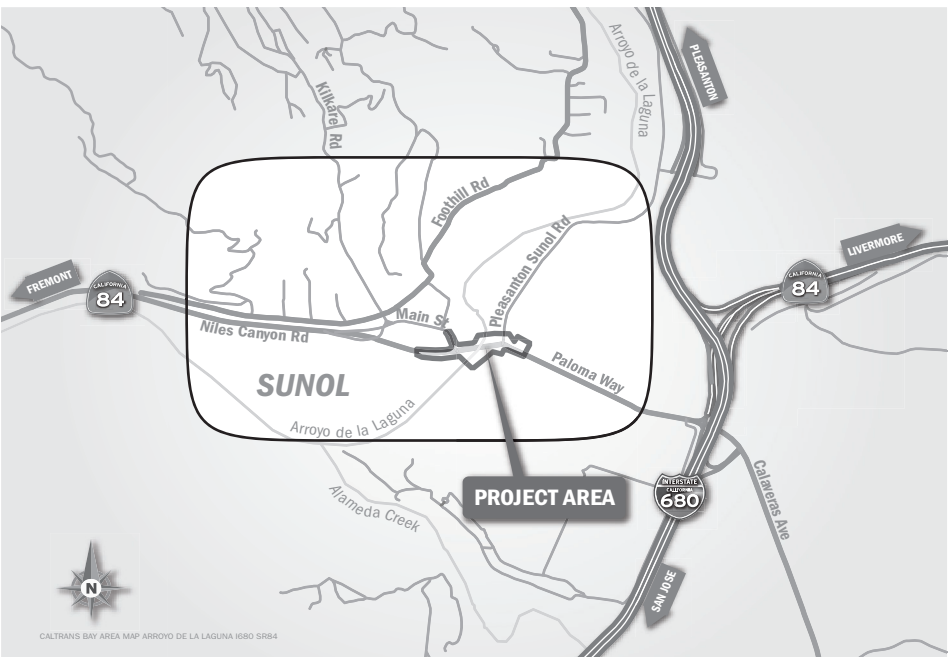 Arroyo de la Laguna
PLEASANTON
Kilkare Rd
Foothill Rd
Pleasanton Sunol Rd
LIVERMORE
CALIFORNIA
84
FREMONT
CALIFORNIA
84
Main St
Niles Canyon Rd
Paloma Way
SUNOL
Arroyo de la Laguna
PROJECT AREA
INTERSTATE
CALIFORNIA
680
Calaveras Ave
Alameda Creek
SAN JOSE
N
CALTRANS BAY AREA MAP ARROYO DE LA LAGUNA I680 SR84